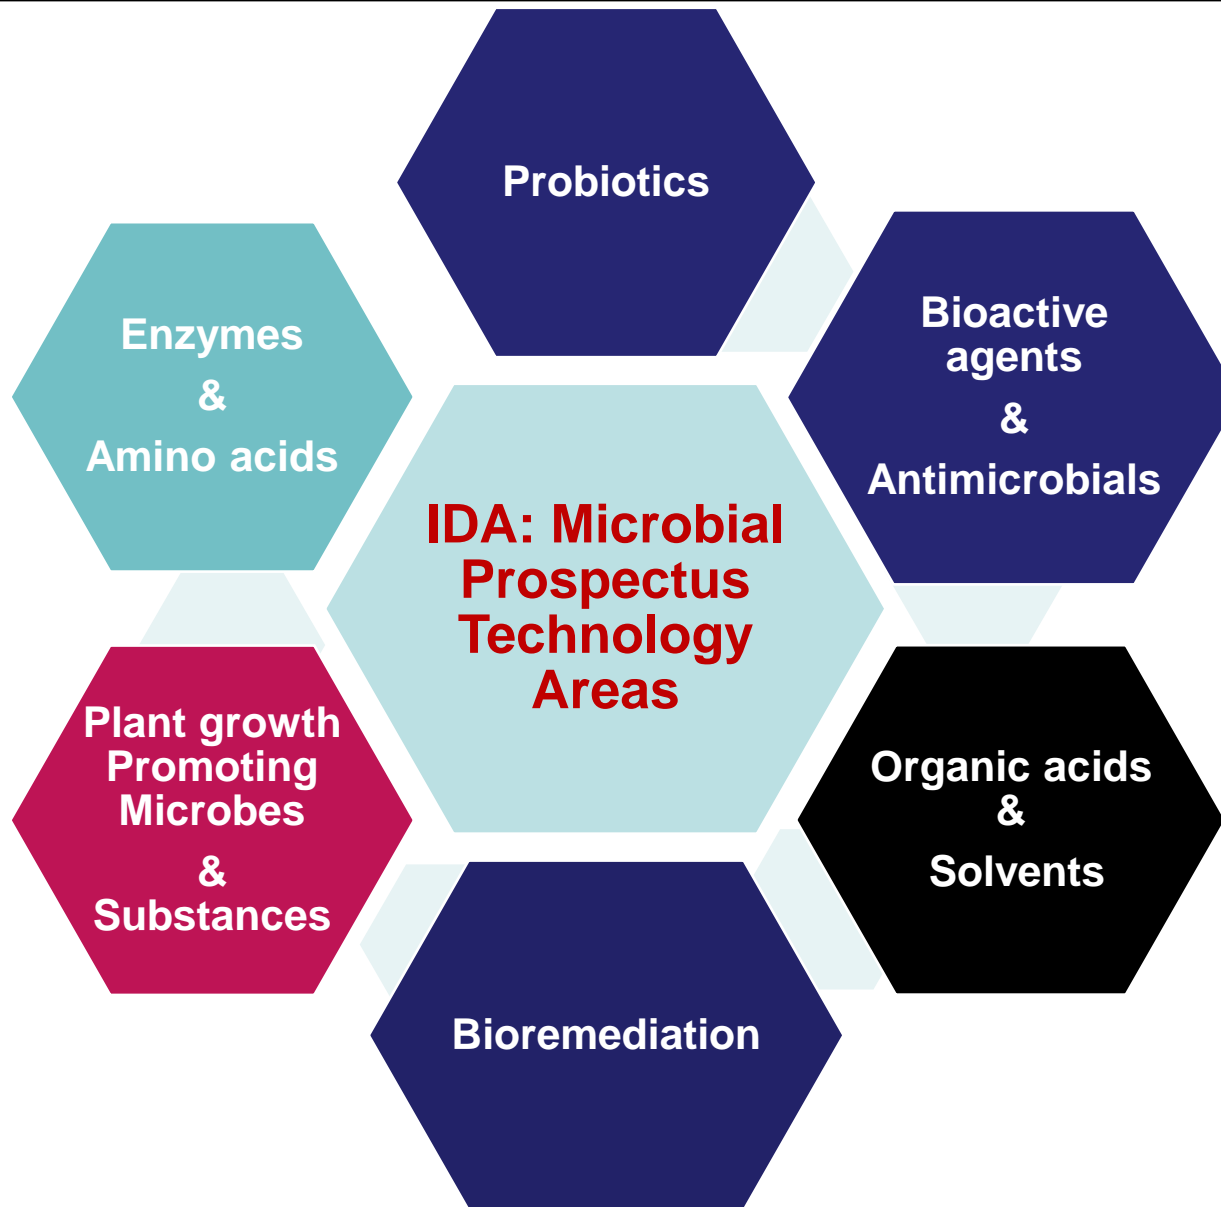 Probiotics
Bioactive
agents
&
Antimicrobials
Enzymes
&
Amino acids
IDA: Microbial
Prospectus
Technology
Areas
Plant growth
Promoting
Microbes
&
Substances
Organic acids
&
Solvents
Bioremediation